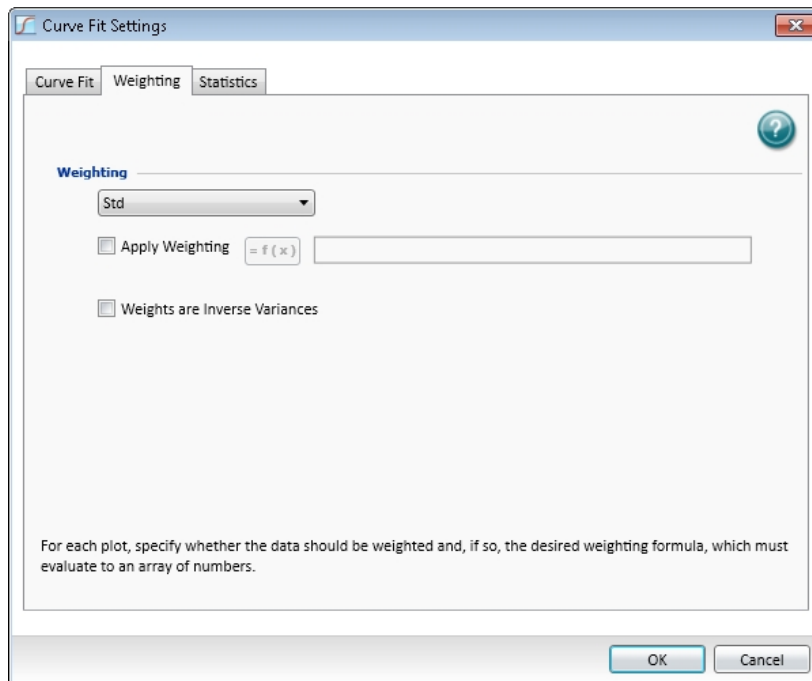 Curve Fit Settings
Curve Fit Weighting Statistics
?
Weighting
Std
Apply Weighting = f ( x )
Weights are Inverse Variances
For each plot, specify whether the data should be weighted and, if so, the desired weighting formula, which must
evaluate to an array of numbers.
OK Cancel